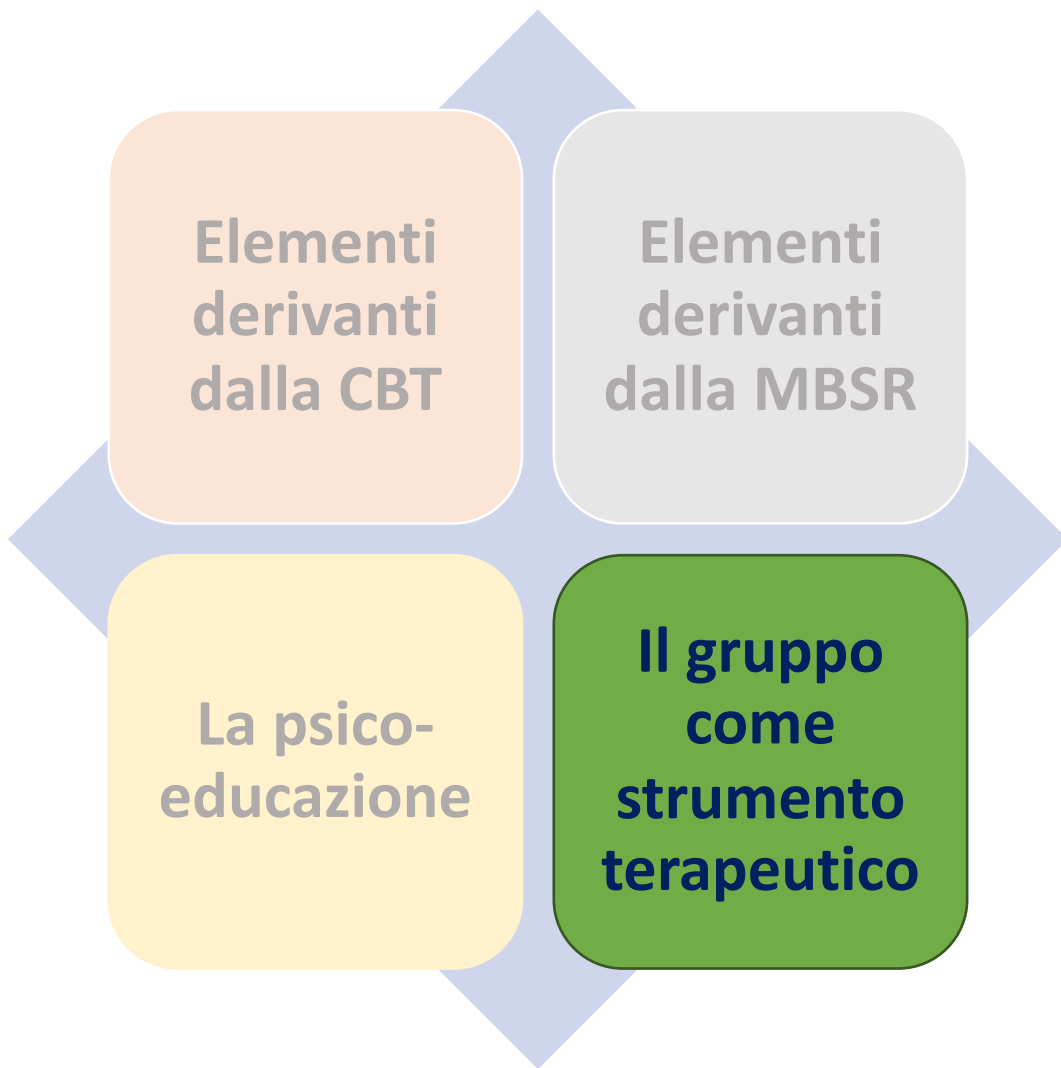 Elementi
derivanti
dalla CBT
Elementi
derivanti
dalla MBSR
La psico-
educazione
Il gruppo
come
strumento
terapeutico